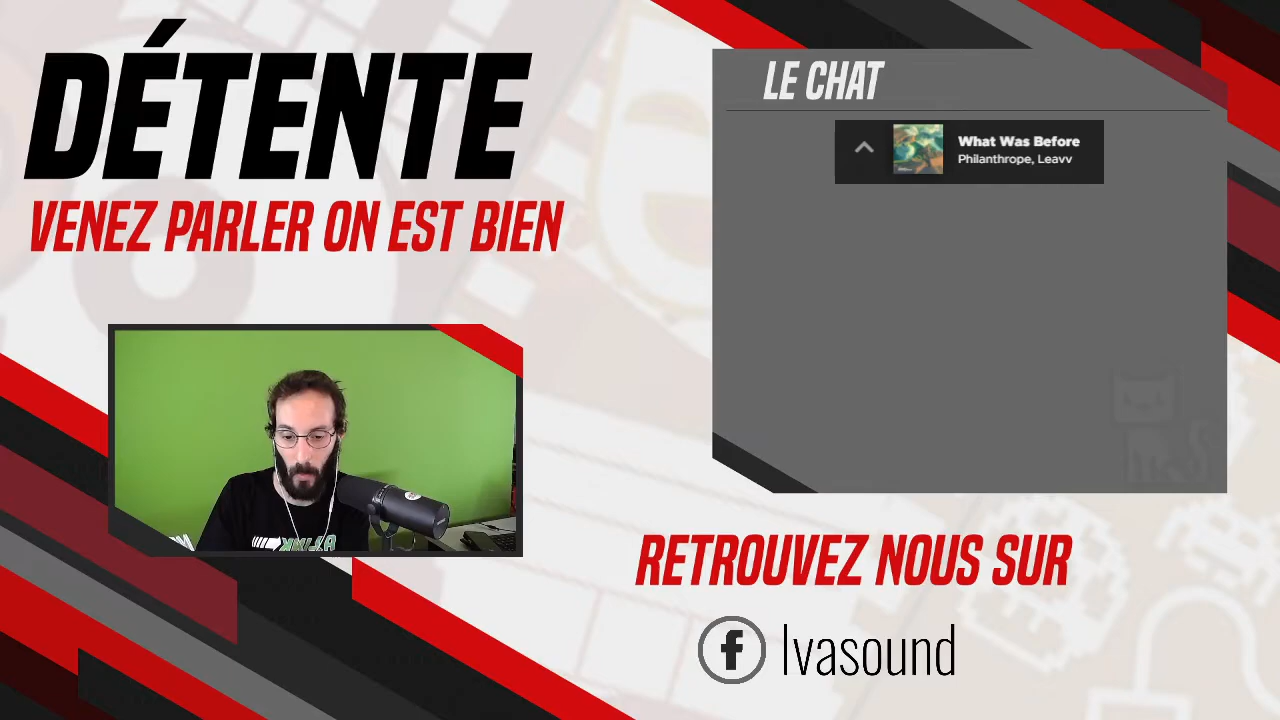 DÉTENTE
VENEZ PARLER ON EST BIEN
LE CHAT
What Was Before
Philanthrope, Leavv
RETROUVEZ NOUS SUR
lvasound